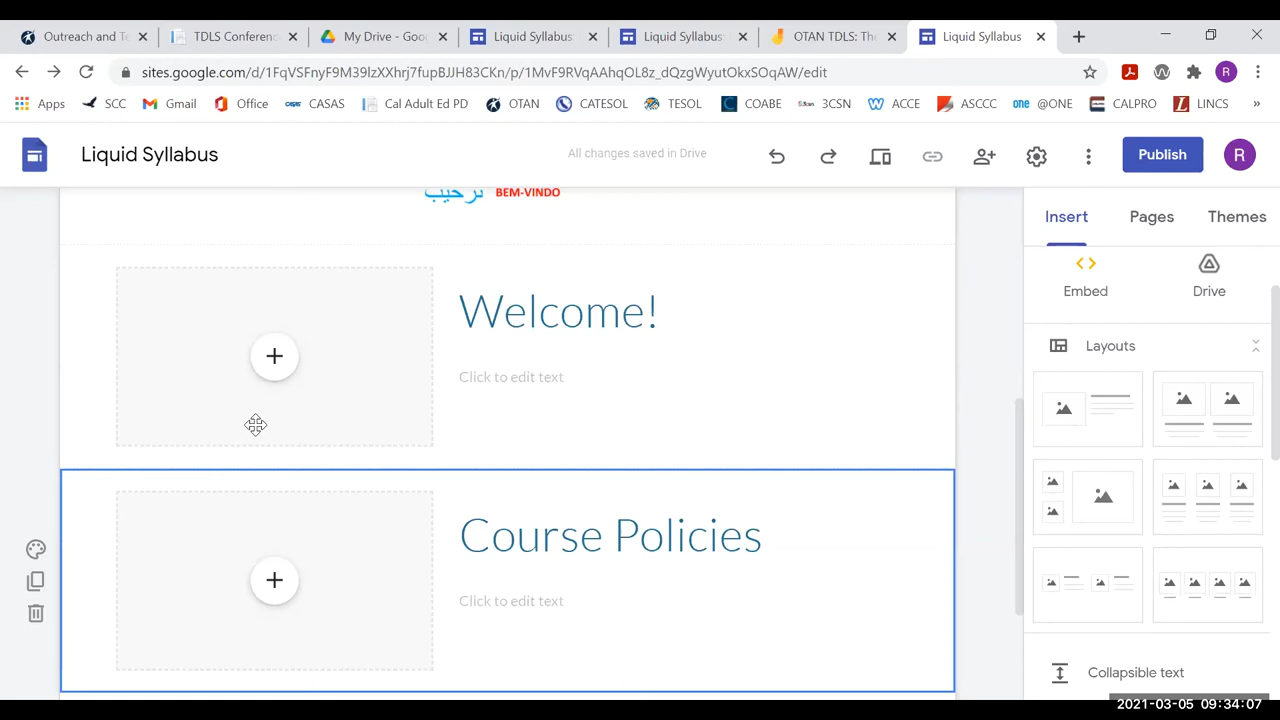 Outreach and Te
TDLS Conferenc
My Drive - Goog
Liquid Syllabus:
Liquid Syllabus:
OTAN TDLS: The
Liquid Syllabus
sites.google.com/d/1FqVSFnyF9M39lzXXhrj7fupBJJH83CKn/p/1MvF9RVqAAhqOL8z_dQzgWyutOkxSOqAW/edit
R
Apps
SCC
Gmail
Office
CASAS
Cal Adult Ed PD
OTAN
CATESOL
TESOL
COABE
3CSN
ACCE
ASCCC
@ONE
CALPRO
LINCS
»
Liquid Syllabus
All changes saved in Drive
Publish
R
ترحيب BEM-VINDO
Welcome!
Click to edit text
Course Policies
Click to edit text
Insert
Pages
Themes
Embed
Drive
Layouts
Collapsible text
2021-03-05 09:34:07